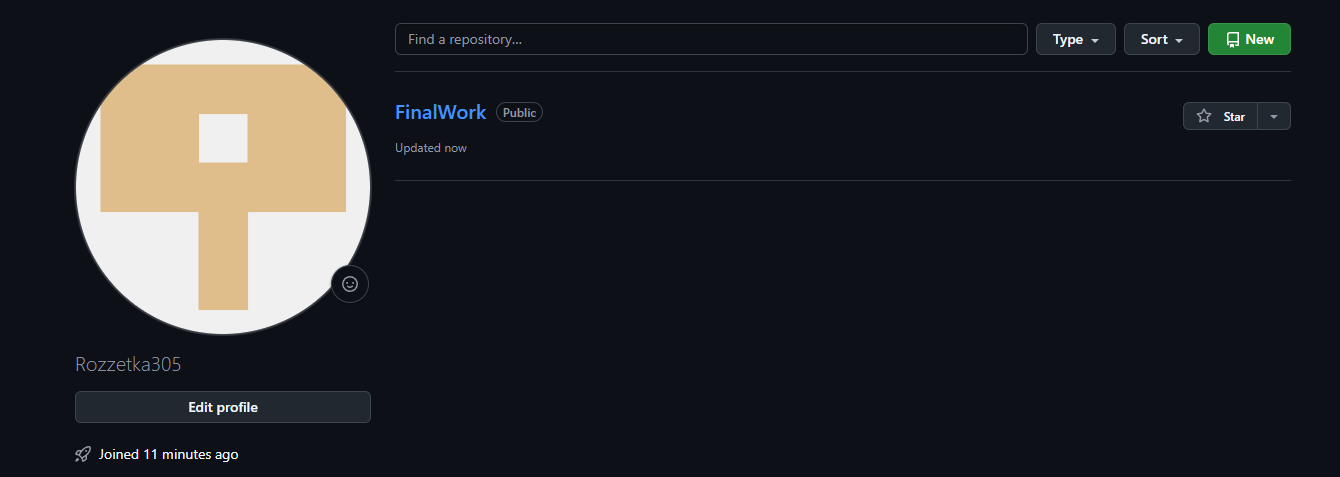 Find a repository...
Type
Sort
New
FinalWork
Public
Star
Updated now
Rozzetka305
Edit profile
Joined 11 minutes ago